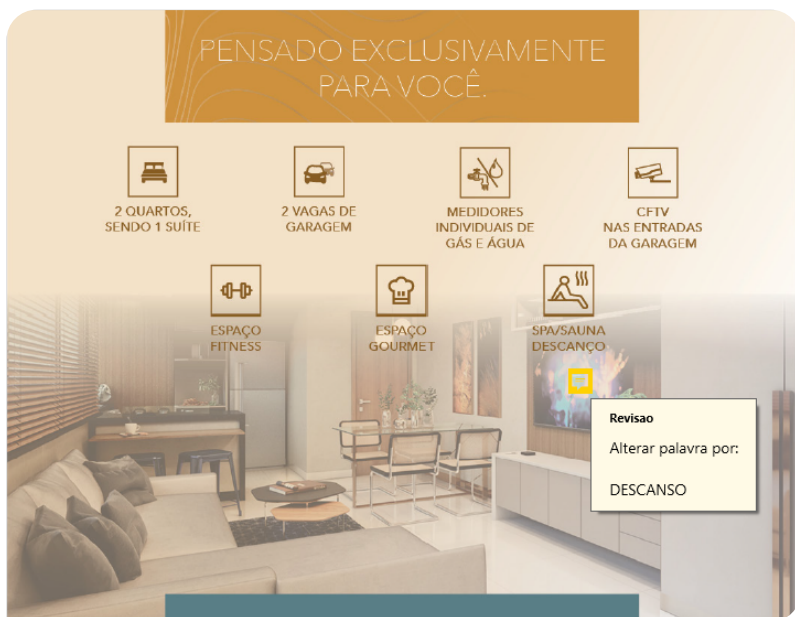 PENSADO EXCLUSIVAMENTE
PARA VOCÊ.
2 QUARTOS,
SENDO 1 SUÍTE
2 VAGAS DE
GARAGEM
MEDIDORES
INDIVIDUAIS DE
GÁS E ÁGUA
CFTV
NAS ENTRADAS
DA GARAGEM
ESPAÇO
FITNESS
ESPAÇO
GOURMET
SPA/SAUNA
DESCANÇO
Revisao
Alterar palavra por:
DESCANSO